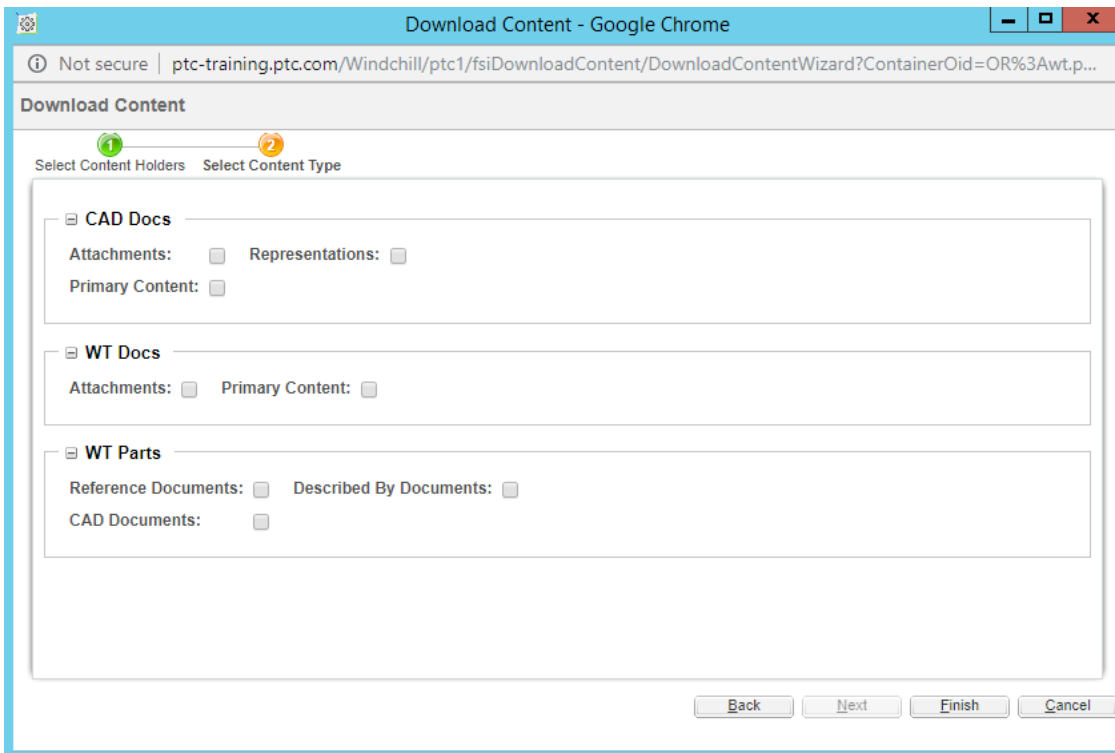 Download Content - Google Chrome
Not secure | ptc-training.ptc.com/Windchill/ptc1/fsiDownloadContent/DownloadContentWizard?ContainerOid=OR%3Awt.p...
Download Content
1 2
Select Content Holders Select Content Type
CAD Docs
Attachments: Representations:
Primary Content:
WT Docs
Attachments: Primary Content:
WT Parts
Reference Documents: Described By Documents:
CAD Documents:
Back Next Finish Cancel